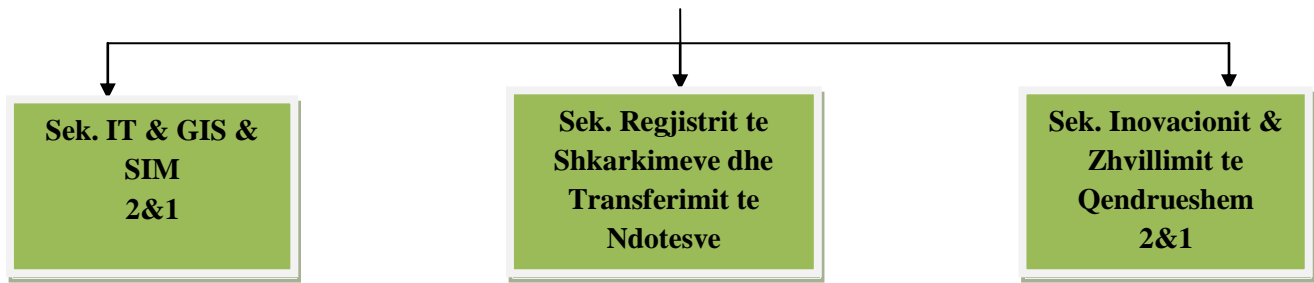 Sek. IT & GIS &
SIM
2&1
Sek. Regjistrit te
Shkarkimeve dhe
Transferimit te
Ndotesve
Sek. Inovacionit &
Zhvillimit te
Qendrueshem
2&1